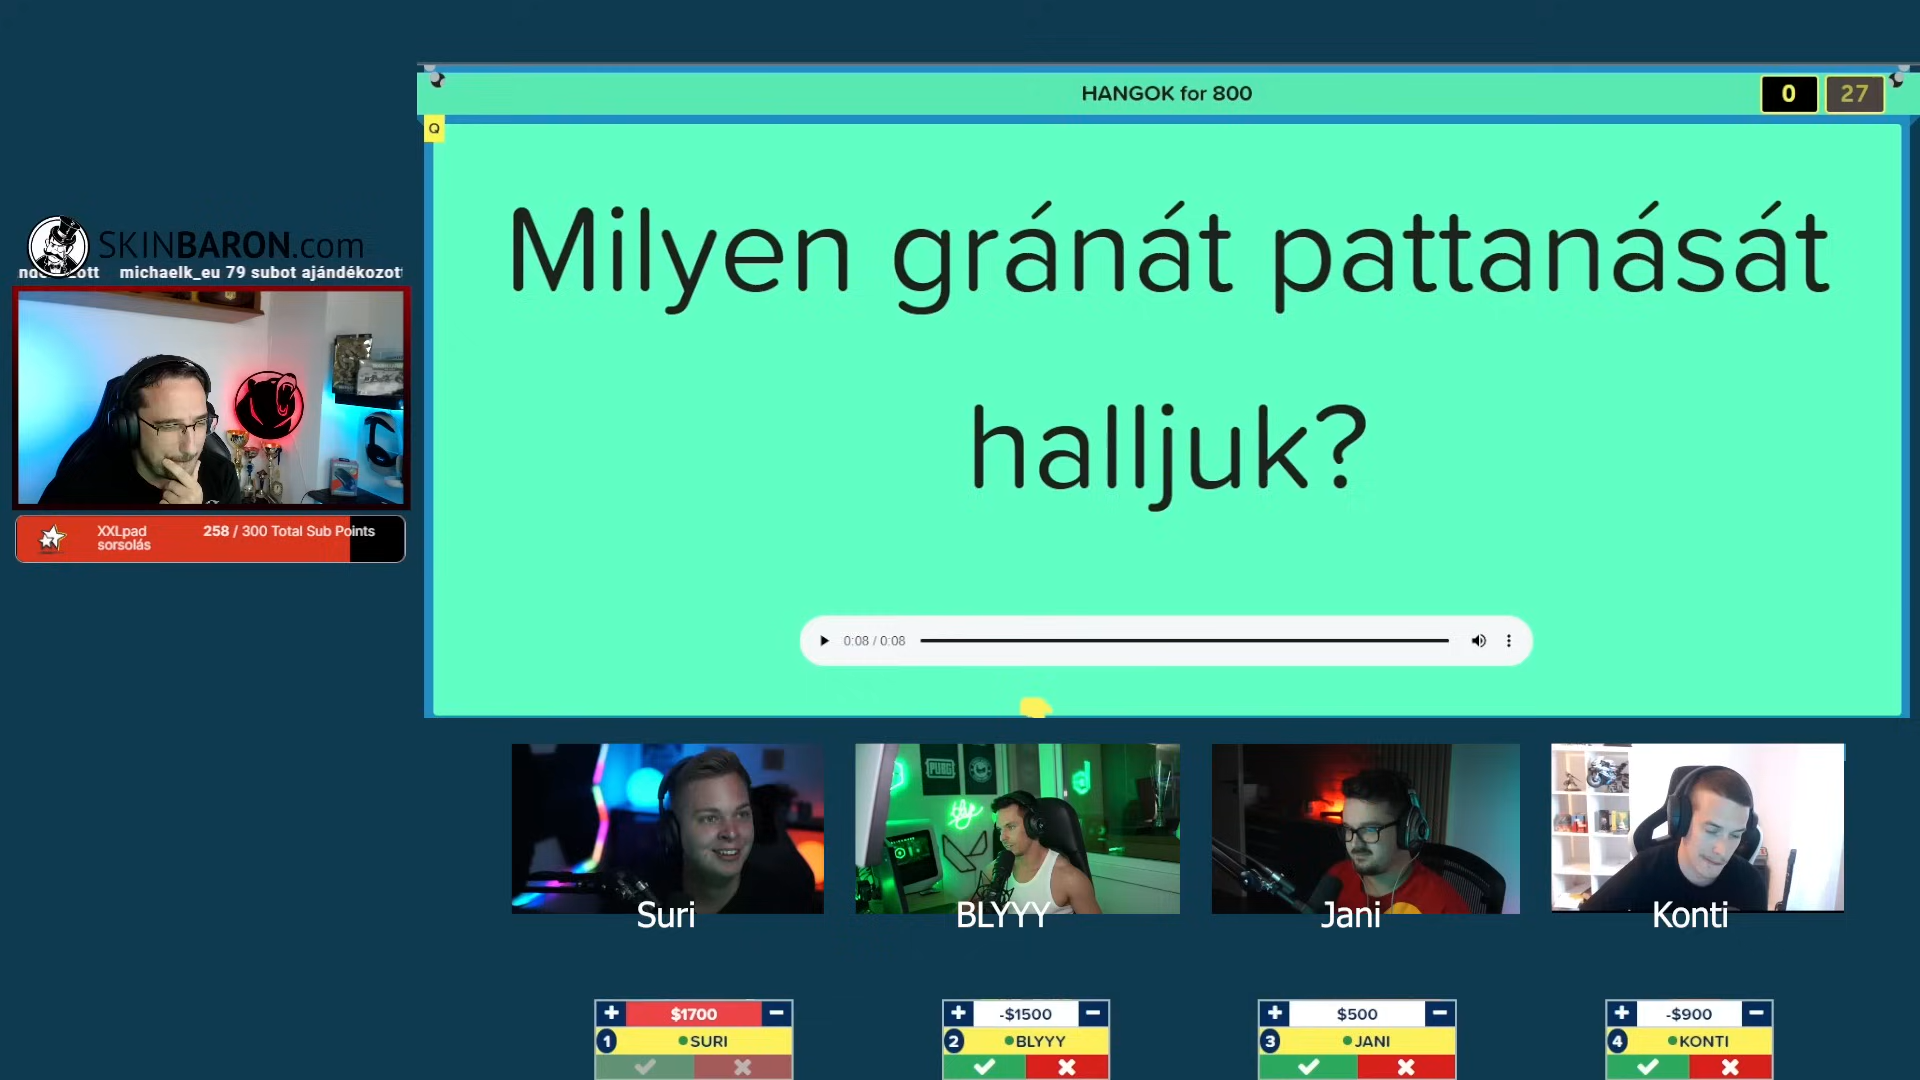 HANGOK for 800
0 27
Q
Milyen gránát pattanását
halljuk?
SKINBARON.com
michaelk_eu 79 subot ajándékozott
XXLpad
sorsolás
258 / 300 Total Sub Points
0:08 / 0:08
PUBG
Suri
BLYYY
Jani
Konti
$1700
-$1500
$500
-$900
1 SURI
2 BLYYY
3 JANI
4 KONTI